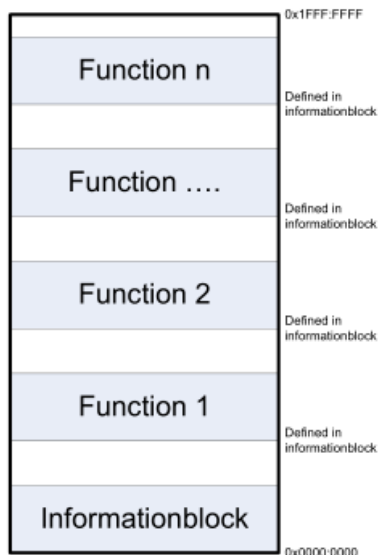 0x1FFF:FFFF
Function n
Defined in
informationblock
Function ....
Defined in
informationblock
Function 2
Defined in
informationblock
Function 1
Defined in
informationblock
Informationblock
0x0000:0000